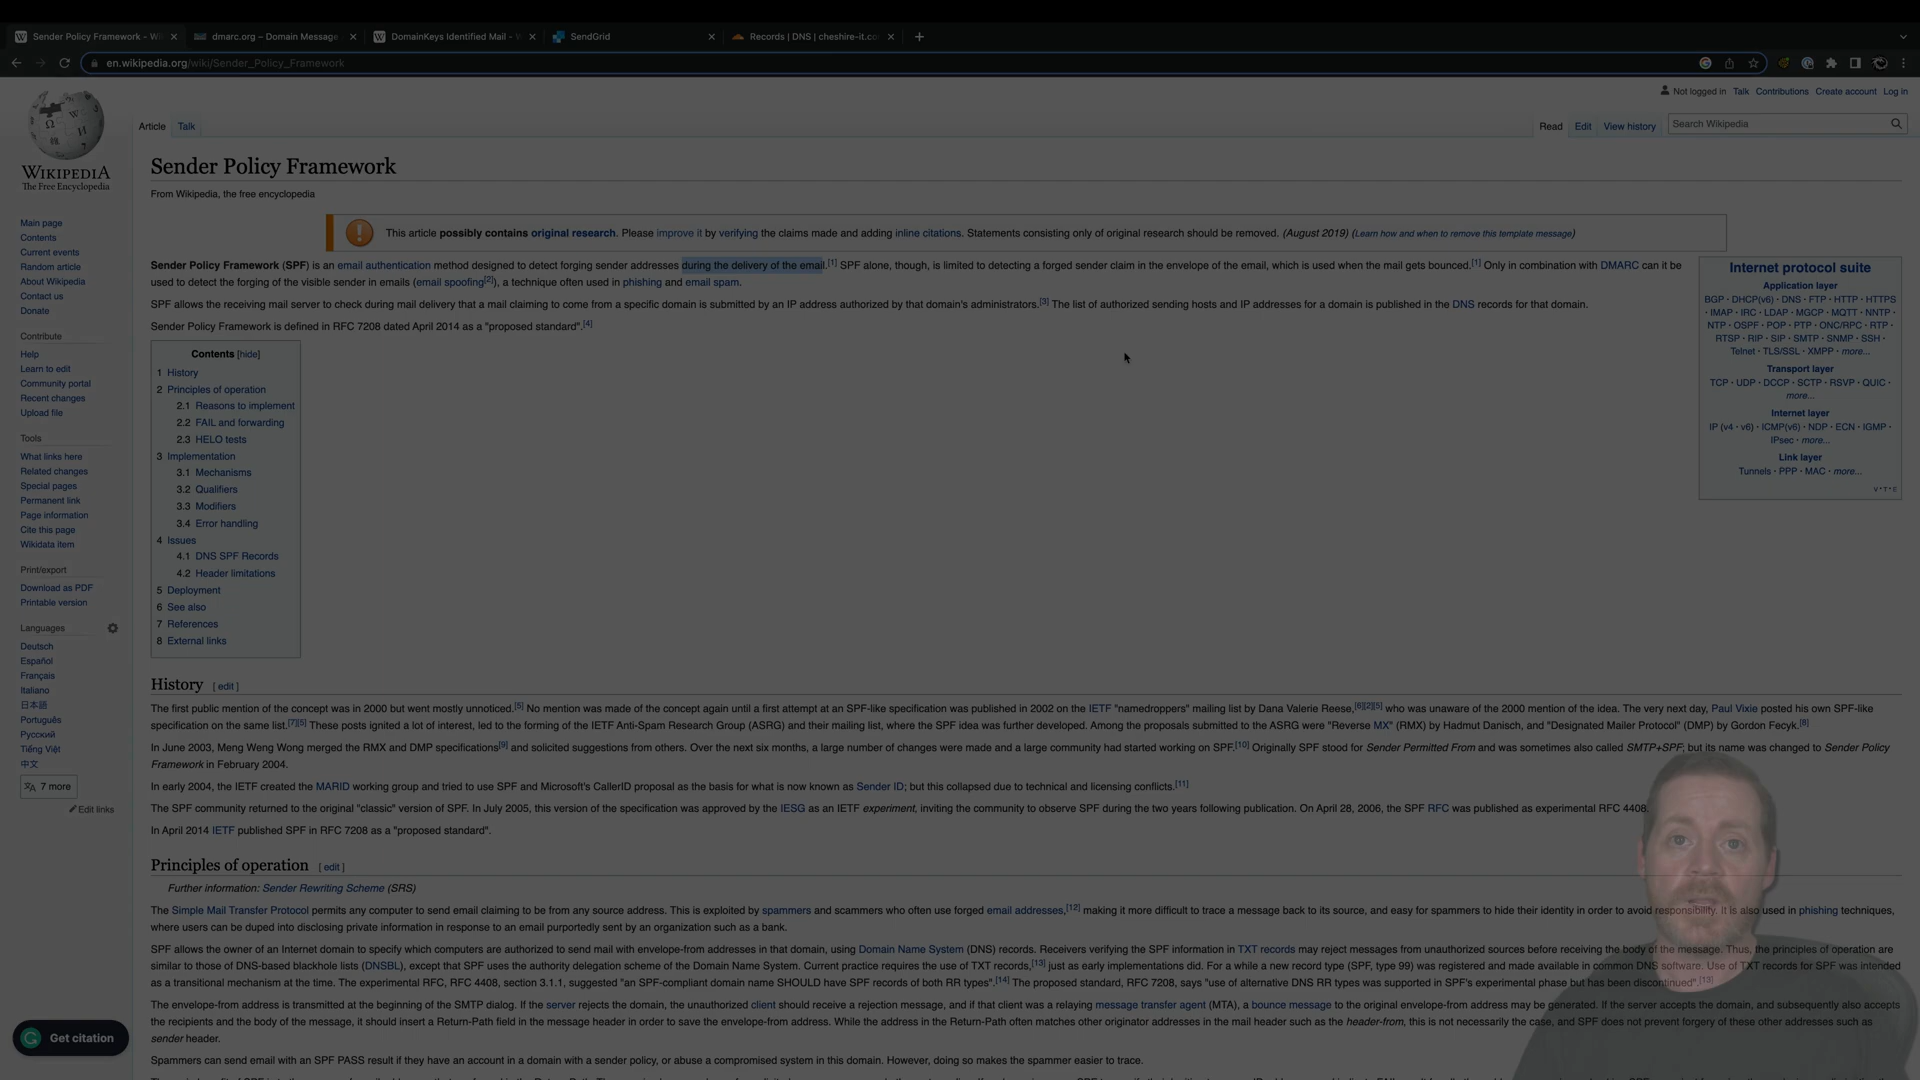 Sender Policy Framework - Wi
dmarc.org – Domain Message
DomainKeys Identified Mail - W
SendGrid
Records | DNS | cheshire-it.co
en.wikipedia.org/wiki/Sender_Policy_Framework
Not logged in Talk Contributions Create account Log in
Article Talk
Read Edit View history Search Wikipedia
WIKIPEDIA
The Free Encyclopedia
Main page
Contents
Current events
Random article
About Wikipedia
Contact us
Donate
Contribute
Help
Learn to edit
Community portal
Recent changes
Upload file
Tools
What links here
Related changes
Special pages
Permanent link
Page information
Cite this page
Wikidata item
Print/export
Download as PDF
Printable version
Languages
Deutsch
Español
Français
Italiano
日本語
Português
Русский
Tiếng Việt
中文
7 more
Edit links
Sender Policy Framework
From Wikipedia, the free encyclopedia
This article possibly contains original research. Please improve it by verifying the claims made and adding inline citations. Statements consisting only of original research should be removed. (August 2019) (Learn how and when to remove this template message)
Sender Policy Framework (SPF) is an email authentication method designed to detect forging sender addresses during the delivery of the email.[1] SPF alone, though, is limited to detecting a forged sender claim in the envelope of the email, which is used when the mail gets bounced.[1] Only in combination with DMARC can it be
used to detect the forging of the visible sender in emails (email spoofing[2]), a technique often used in phishing and email spam.
SPF allows the receiving mail server to check during mail delivery that a mail claiming to come from a specific domain is submitted by an IP address authorized by that domain's administrators.[3] The list of authorized sending hosts and IP addresses for a domain is published in the DNS records for that domain.
Sender Policy Framework is defined in RFC 7208 dated April 2014 as a "proposed standard".[4]
Contents [hide]
1 History
2 Principles of operation
2.1 Reasons to implement
2.2 FAIL and forwarding
2.3 HELO tests
3 Implementation
3.1 Mechanisms
3.2 Qualifiers
3.3 Modifiers
3.4 Error handling
4 Issues
4.1 DNS SPF Records
4.2 Header limitations
5 Deployment
6 See also
7 References
8 External links
Internet protocol suite
Application layer
BGP · DHCP(v6) · DNS · FTP · HTTP · HTTPS
· IMAP · IRC · LDAP · MGCP · MQTT · NNTP ·
NTP · OSPF · POP · PTP · ONC/RPC · RTP ·
RTSP · RIP · SIP · SMTP · SNMP · SSH ·
Telnet · TLS/SSL · XMPP · more...
Transport layer
TCP · UDP · DCCP · SCTP · RSVP · QUIC ·
more...
Internet layer
IP (v4 · v6) · ICMP(v6) · NDP · ECN · IGMP ·
IPsec · more...
Link layer
Tunnels · PPP · MAC · more...
V·T·E
History [ edit ]
The first public mention of the concept was in 2000 but went mostly unnoticed.[5] No mention was made of the concept again until a first attempt at an SPF-like specification was published in 2002 on the IETF "namedroppers" mailing list by Dana Valerie Reese,[6][2][5] who was unaware of the 2000 mention of the idea. The very next day, Paul Vixie posted his own SPF-like
specification on the same list.[7][5] These posts ignited a lot of interest, led to the forming of the IETF Anti-Spam Research Group (ASRG) and their mailing list, where the SPF idea was further developed. Among the proposals submitted to the ASRG were "Reverse MX" (RMX) by Hadmut Danisch, and "Designated Mailer Protocol" (DMP) by Gordon Fecyk.[8]
In June 2003, Meng Weng Wong merged the RMX and DMP specifications[9] and solicited suggestions from others. Over the next six months, a large number of changes were made and a large community had started working on SPF.[10] Originally SPF stood for Sender Permitted From and was sometimes also called SMTP+SPF; but its name was changed to Sender Policy
Framework in February 2004.
In early 2004, the IETF created the MARID working group and tried to use SPF and Microsoft's CallerID proposal as the basis for what is now known as Sender ID; but this collapsed due to technical and licensing conflicts.[11]
The SPF community returned to the original "classic" version of SPF. In July 2005, this version of the specification was approved by the IESG as an IETF experiment, inviting the community to observe SPF during the two years following publication. On April 28, 2006, the SPF RFC was published as experimental RFC 4408.
In April 2014 IETF published SPF in RFC 7208 as a "proposed standard".
Principles of operation [ edit ]
Further information: Sender Rewriting Scheme (SRS)
The Simple Mail Transfer Protocol permits any computer to send email claiming to be from any source address. This is exploited by spammers and scammers who often use forged email addresses,[12] making it more difficult to trace a message back to its source, and easy for spammers to hide their identity in order to avoid responsibility. It is also used in phishing techniques,
where users can be duped into disclosing private information in response to an email purportedly sent by an organization such as a bank.
SPF allows the owner of an Internet domain to specify which computers are authorized to send mail with envelope-from addresses in that domain, using Domain Name System (DNS) records. Receivers verifying the SPF information in TXT records may reject messages from unauthorized sources before receiving the body of the message. Thus, the principles of operation are
similar to those of DNS-based blackhole lists (DNSBL), except that SPF uses the authority delegation scheme of the Domain Name System. Current practice requires the use of TXT records,[13] just as early implementations did. For a while a new record type (SPF, type 99) was registered and made available in common DNS software. Use of TXT records for SPF was intended
as a transitional mechanism at the time. The experimental RFC, RFC 4408, section 3.1.1, suggested "an SPF-compliant domain name SHOULD have SPF records of both RR types".[14] The proposed standard, RFC 7208, says "use of alternative DNS RR types was supported in SPF's experimental phase but has been discontinued".[13]
The envelope-from address is transmitted at the beginning of the SMTP dialog. If the server rejects the domain, the unauthorized client should receive a rejection message, and if that client was a relaying message transfer agent (MTA), a bounce message to the original envelope-from address may be generated. If the server accepts the domain, and subsequently also accepts
the recipients and the body of the message, it should insert a Return-Path field in the message header in order to save the envelope-from address. While the address in the Return-Path often matches other originator addresses in the mail header such as the header-from, this is not necessarily the case, and SPF does not prevent forgery of these other addresses such as
sender header.
Spammers can send email with an SPF PASS result if they have an account in a domain with a sender policy, or abuse a compromised system in this domain. However, doing so makes the spammer easier to trace.
Get citation